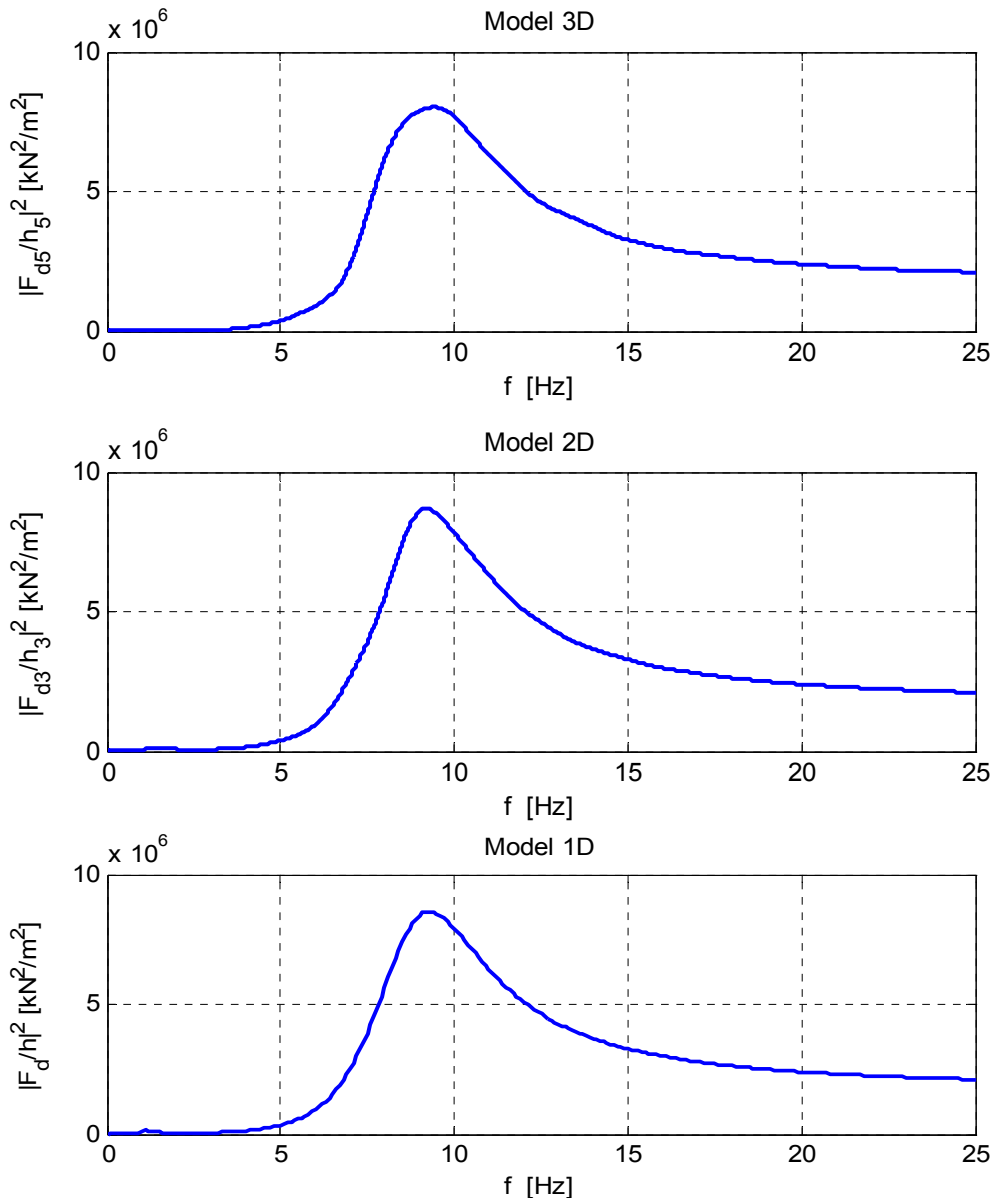 Model 3D
x 10^6
|F_d5/h_5|^2 [kN^2/m^2]
10
5
0
0 5 10 15 20 25
f [Hz]
Model 2D
x 10^6
|F_d3/h_3|^2 [kN^2/m^2]
10
5
0
0 5 10 15 20 25
f [Hz]
Model 1D
x 10^6
|F_d/h|^2 [kN^2/m^2]
10
5
0
0 5 10 15 20 25
f [Hz]